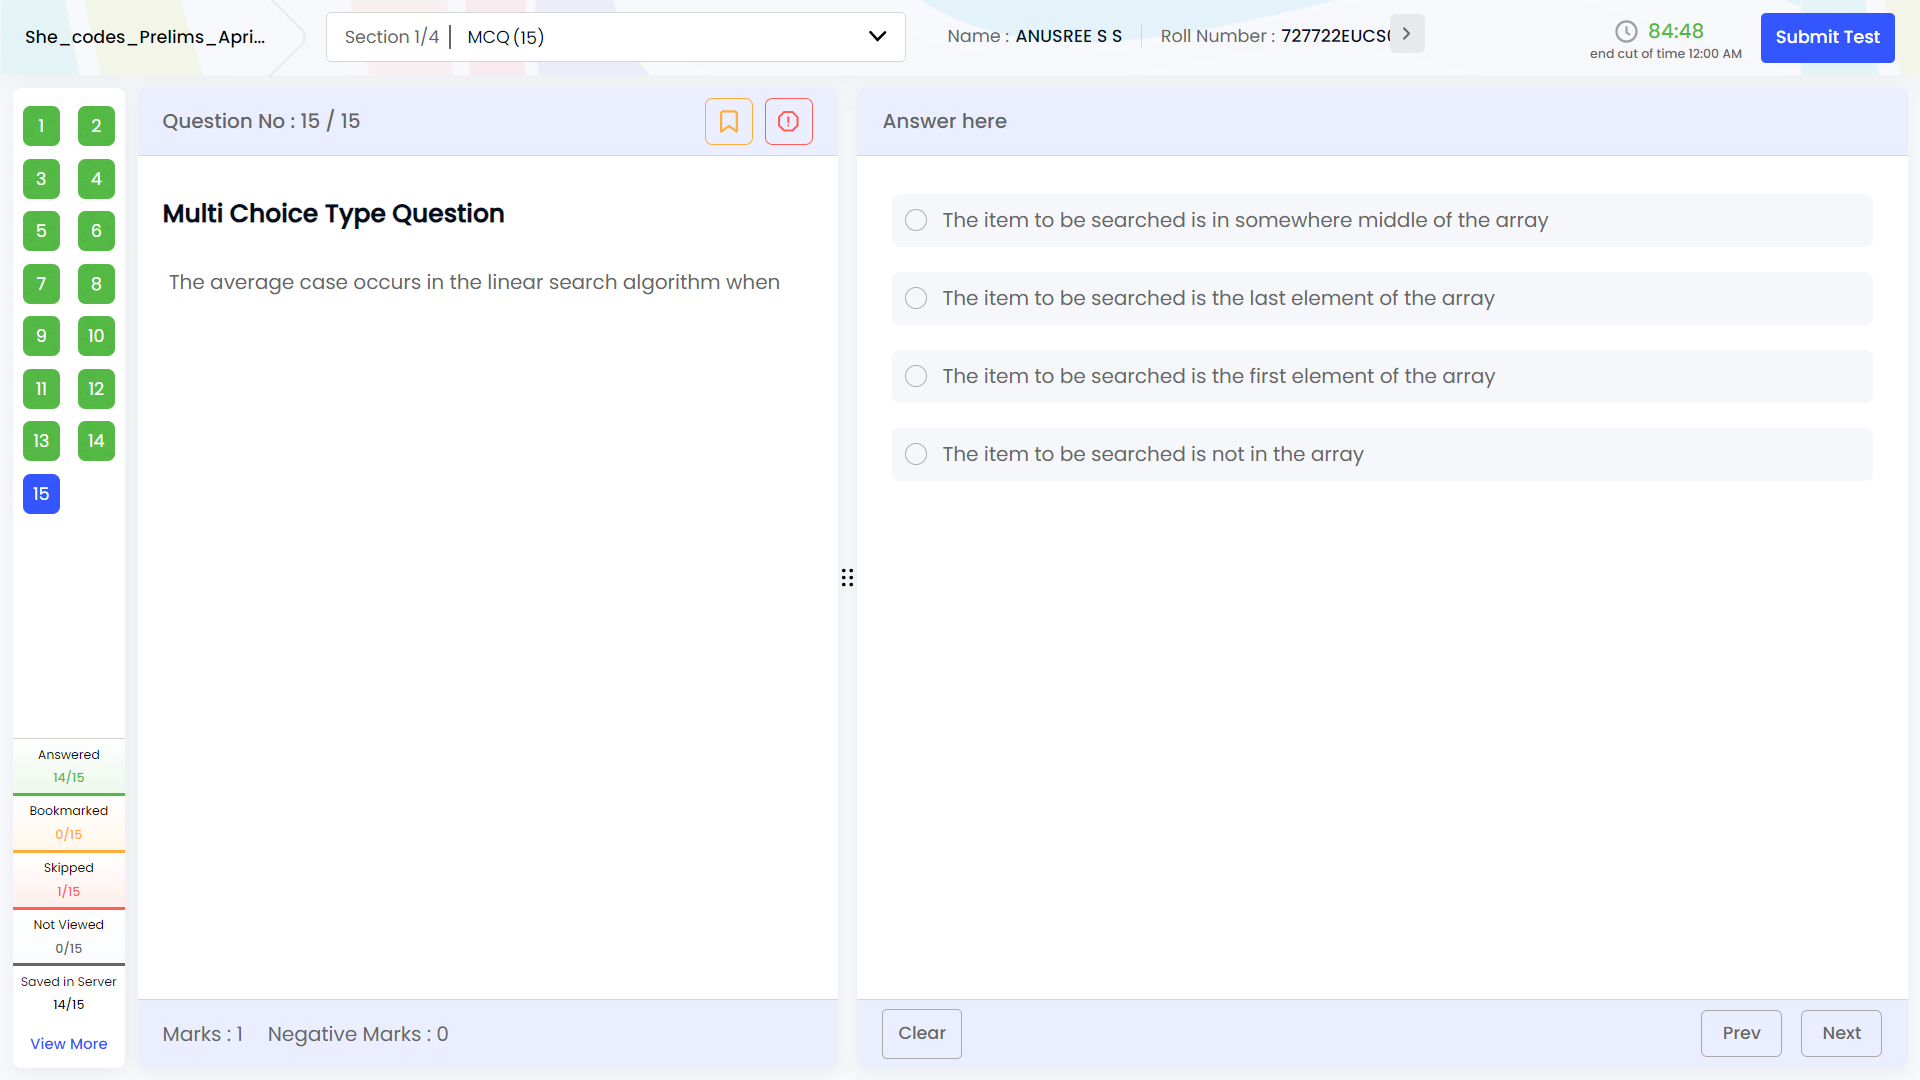 She_codes_Prelims_Apri...
Section 1/4 | MCQ (15)
Name : ANUSREE S S
Roll Number : 727722EUCS
84:48
end cut of time 12:00 AM
Submit Test
1 2
3 4
5 6
7 8
9 10
11 12
13 14
15
Answered
14/15
Bookmarked
0/15
Skipped
1/15
Not Viewed
0/15
Saved in Server
14/15
View More
Question No : 15 / 15
Multi Choice Type Question
The average case occurs in the linear search algorithm when
Marks : 1 Negative Marks : 0
Answer here
The item to be searched is in somewhere middle of the array
The item to be searched is the last element of the array
The item to be searched is the first element of the array
The item to be searched is not in the array
Clear
Prev
Next